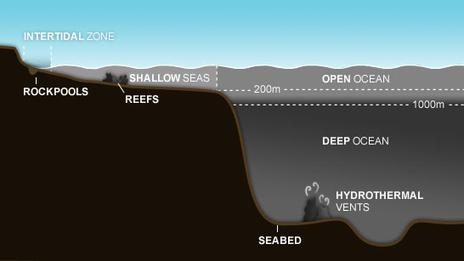 INTERTIDAL ZONE
SHALLOW SEAS
OPEN OCEAN
ROCKPOOLS
REEFS
200m
1000m
DEEP OCEAN
HYDROTHERMAL
VENTS
SEABED